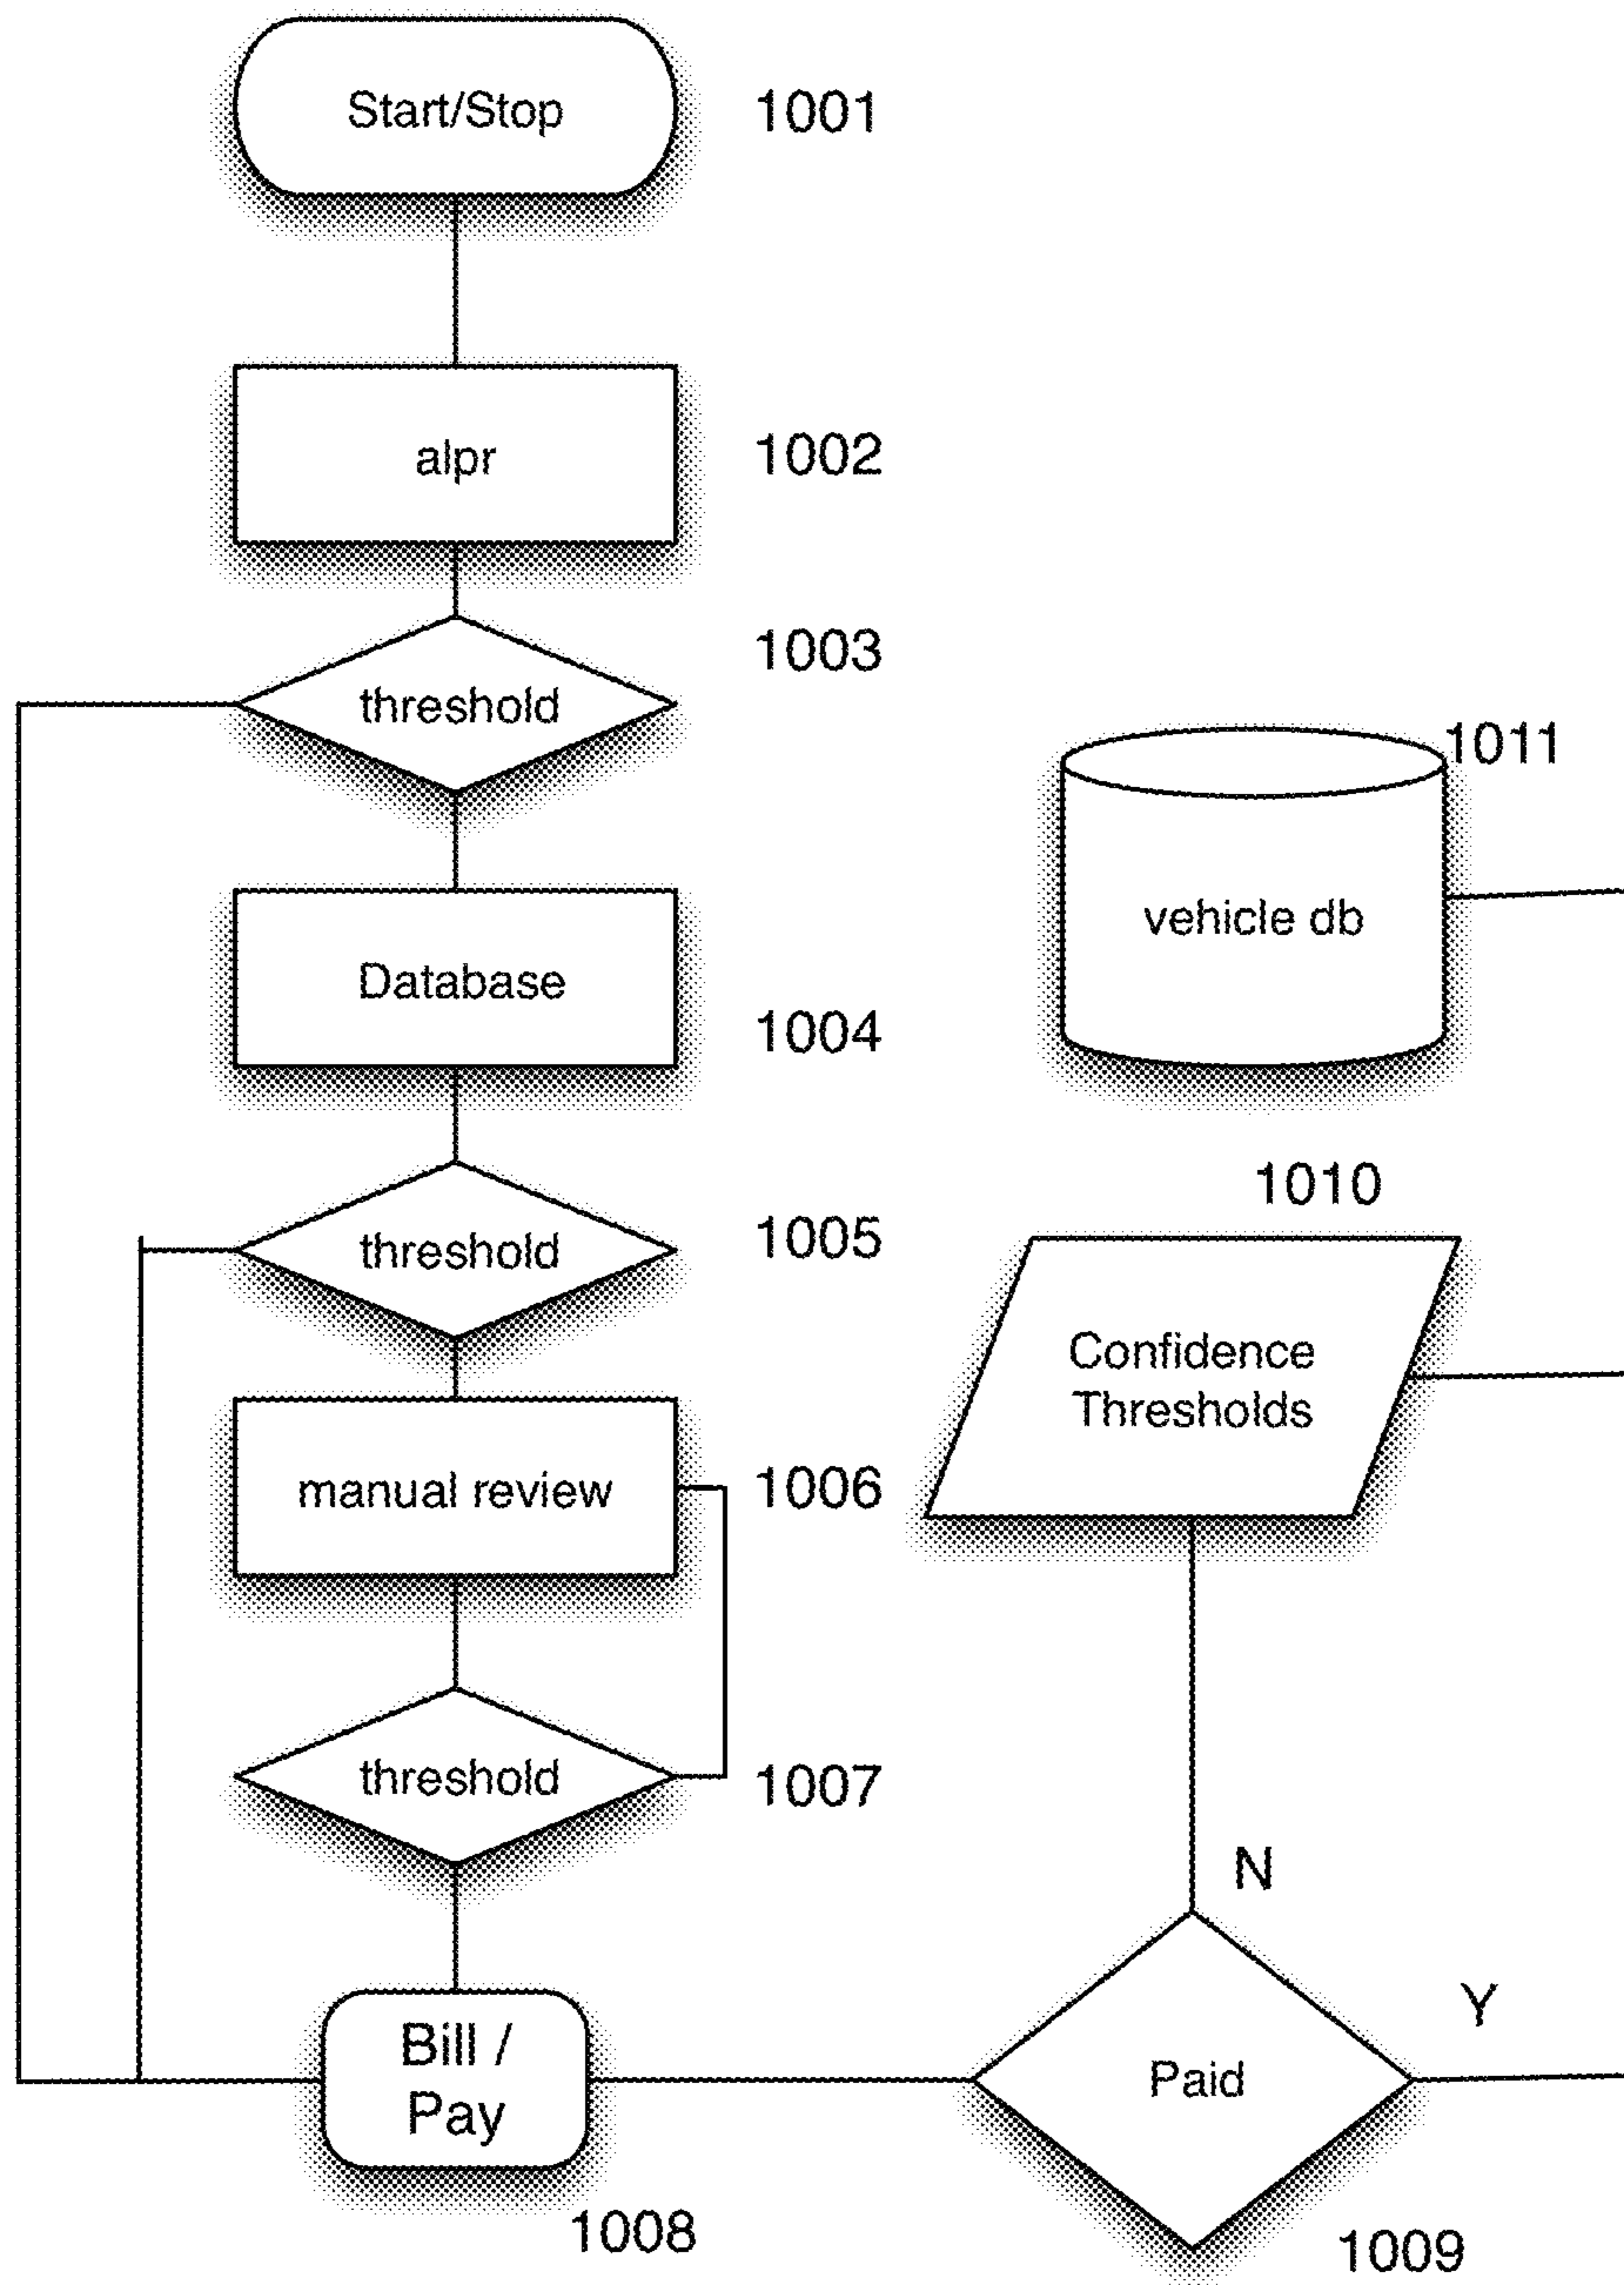 Start/Stop
1001
alpr
1002
threshold
1003
Database
1004
threshold
1005
manual review
1006
threshold
1007
Bill /
Pay
1008
1011
vehicle db
1010
Confidence
Thresholds
N
Y
Paid
1009